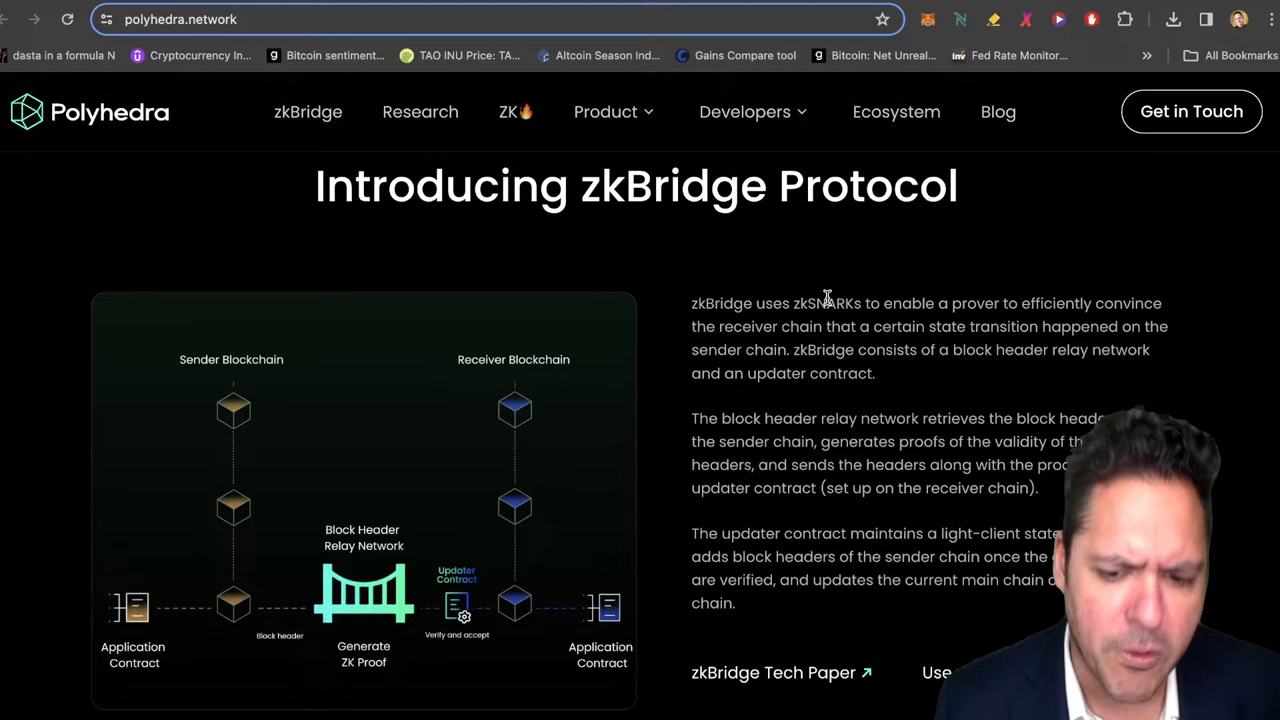 polyhedra.network
dasta in a formula N
Cryptocurrency In...
Bitcoin sentiment...
TAO INU Price: TA...
Altcoin Season Ind...
Gains Compare tool
Bitcoin: Net Unreal...
Fed Rate Monitor...
All Bookmarks
Polyhedra
zkBridge
Research
ZK🔥
Product
Developers
Ecosystem
Blog
Get in Touch
Introducing zkBridge Protocol
Sender Blockchain
Receiver Blockchain
Block Header
Relay Network
Updater
Contract
Block header
Verify and accept
Application
Contract
Generate
ZK Proof
Application
Contract
zkBridge uses zkSNARKs to enable a prover to efficiently convince
the receiver chain that a certain state transition happened on the
sender chain. zkBridge consists of a block header relay network
and an updater contract.
The block header relay network retrieves the block
the sender chain, generates proofs of the validity of
headers, and sends the headers along with the
updater contract (set up on the receiver chain).
The updater contract maintains a light-client state
adds block headers of the sender chain once the
are verified, and updates the current main chain
chain.
zkBridge Tech Paper
Use